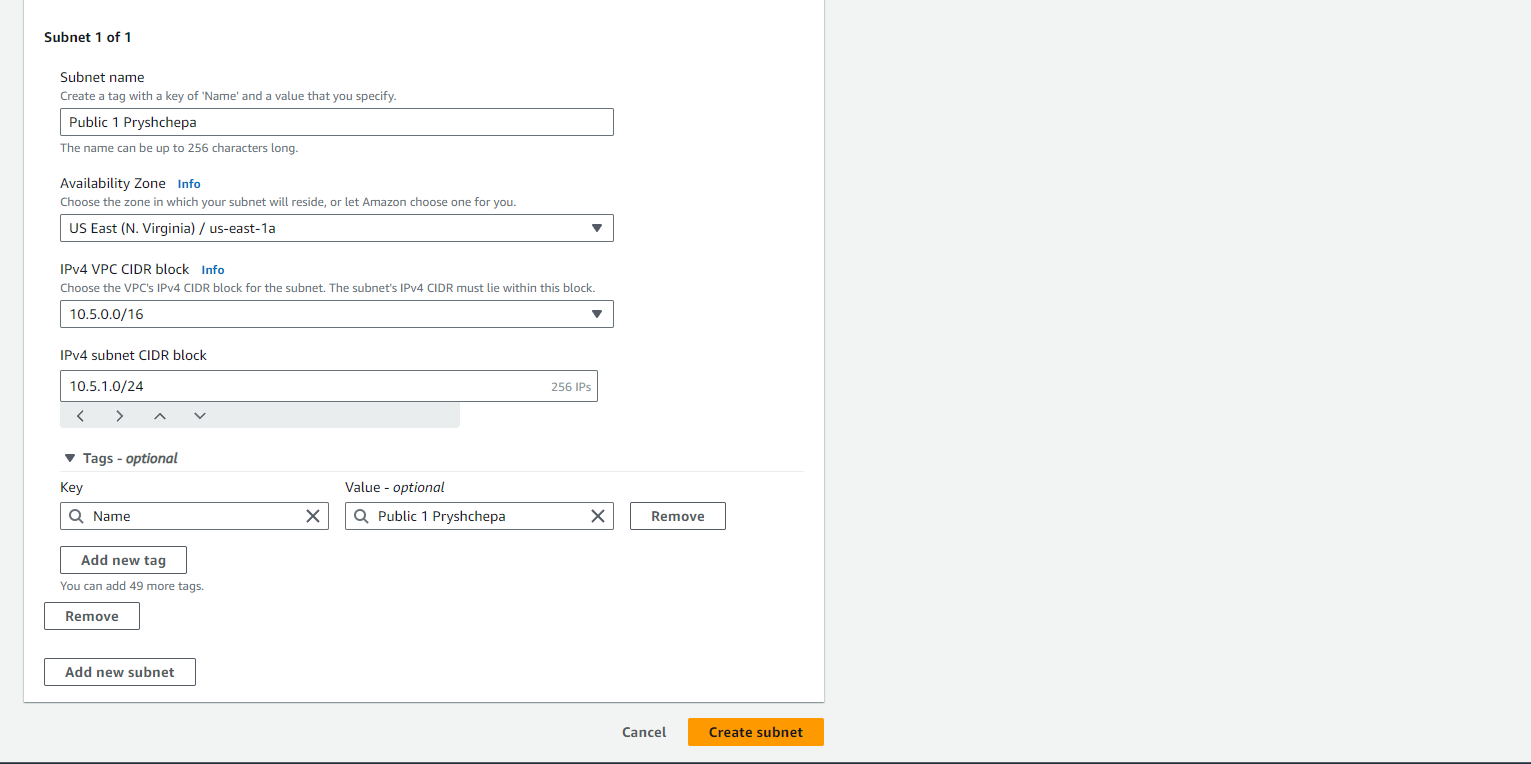 Subnet 1 of 1
Subnet name
Create a tag with a key of 'Name' and a value that you specify.
Public 1 Pryshchepa
The name can be up to 256 characters long.
Availability Zone Info
Choose the zone in which your subnet will reside, or let Amazon choose one for you.
US East (N. Virginia) / us-east-1a
IPv4 VPC CIDR block Info
Choose the VPC's IPv4 CIDR block for the subnet. The subnet's IPv4 CIDR must lie within this block.
10.5.0.0/16
IPv4 subnet CIDR block
10.5.1.0/24 256 IPs
Tags - optional
Key Value - optional
Name Public 1 Pryshchepa Remove
Add new tag
You can add 49 more tags.
Remove
Add new subnet
Cancel Create subnet